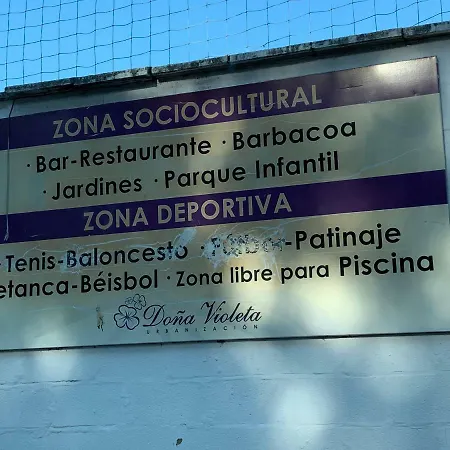 ZONA SOCIOCULTURAL
· Bar-Restaurante · Barbacoa
· Jardines · Parque Infantil
ZONA DEPORTIVA
· Tenis-Baloncesto · Fútbol-Patinaje
etanca-Béisbol · Zona libre para Piscina
Doña Violeta
URBANIZACIÓN